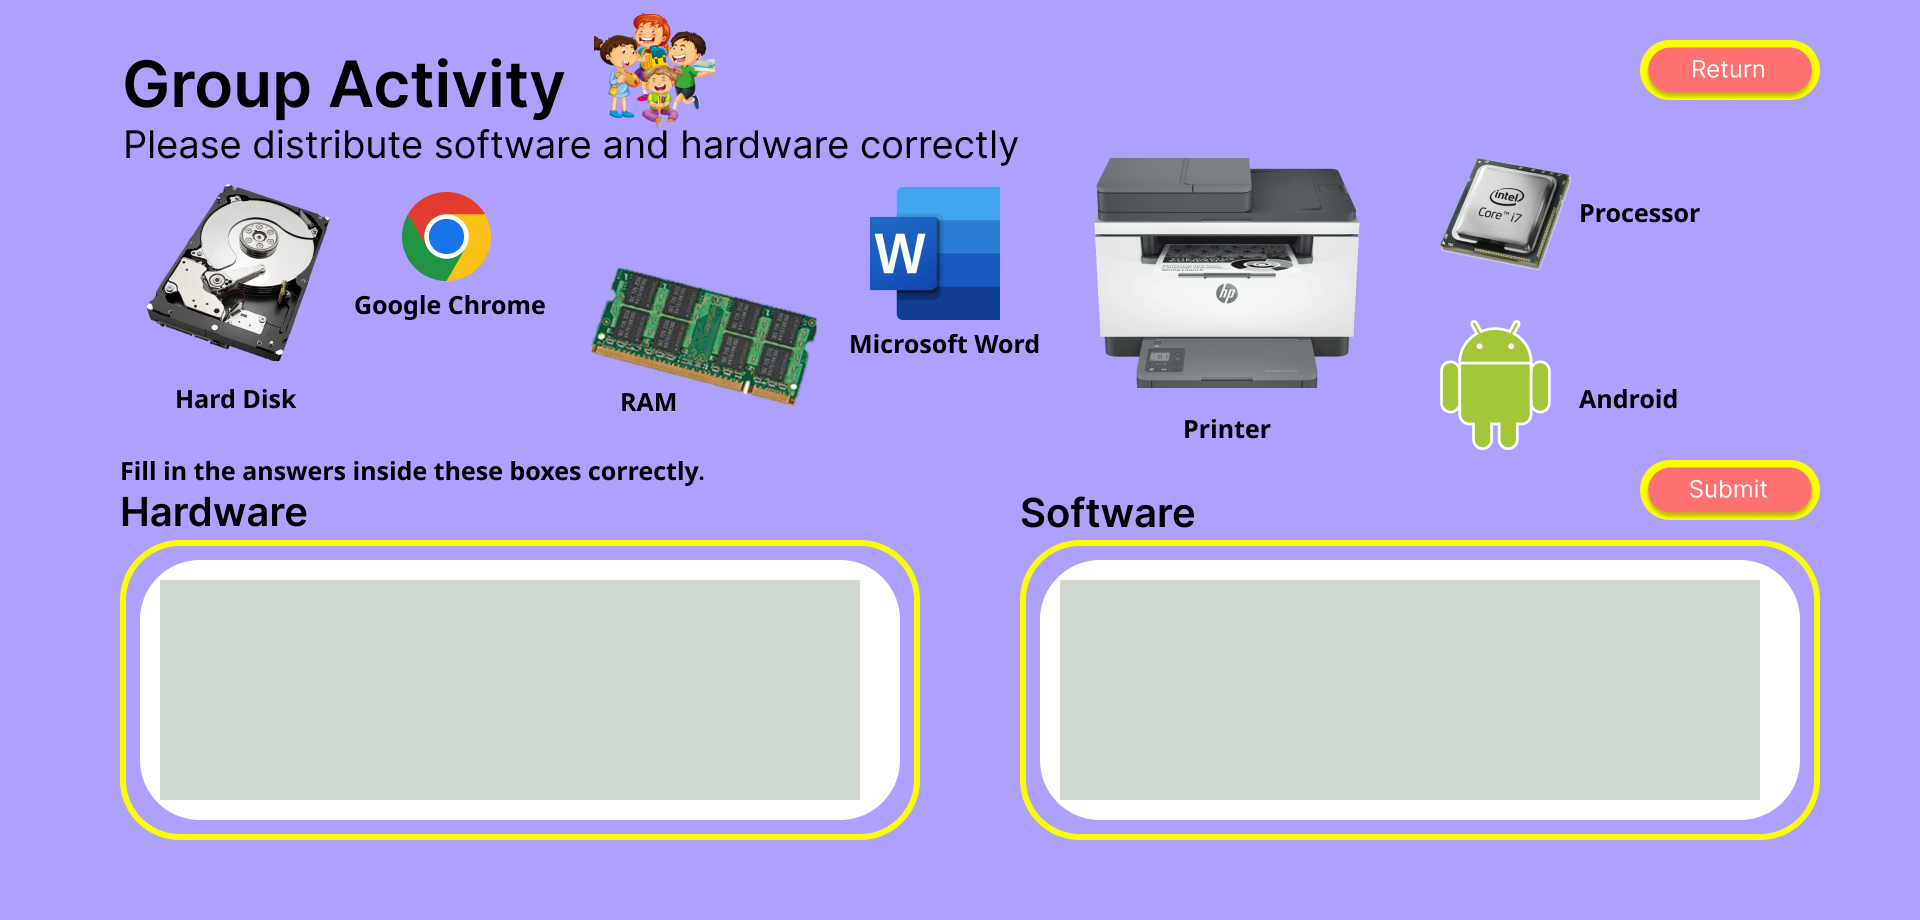 Group Activity
Return
Please distribute software and hardware correctly
intel
Core™ i7
Processor
W
hp
Google Chrome
Microsoft Word
Hard Disk
RAM
Android
Printer
Fill in the answers inside these boxes correctly.
Submit
Hardware
Software